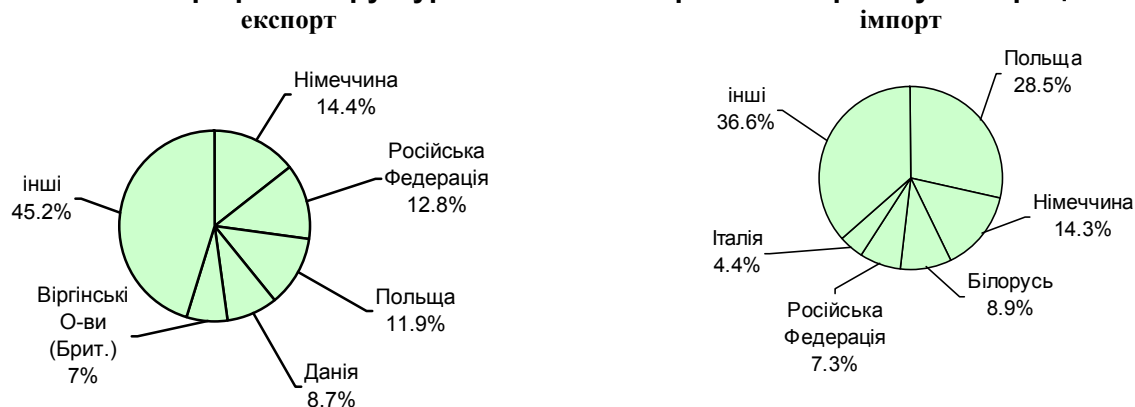 експорт
Німеччина
14.4%
Російська
Федерація
12.8%
Польща
11.9%
Данія
8.7%
Віргінські
О-ви
(Брит.)
7%
інші
45.2%
імпорт
Польща
28.5%
Німеччина
14.3%
Білорусь
8.9%
Російська
Федерація
7.3%
Італія
4.4%
інші
36.6%